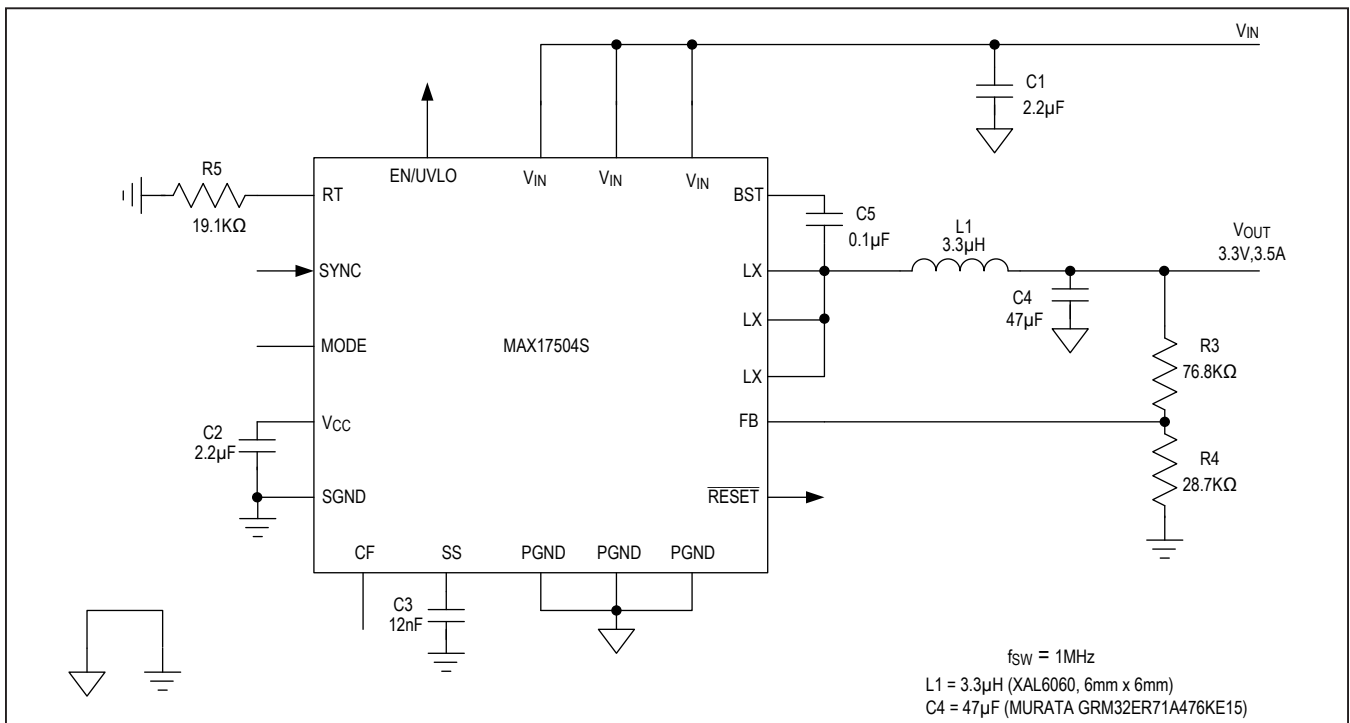 VIN
C1
2.2µF
R5
19.1KΩ
EN/UVLO
VIN
VIN
VIN
RT
BST
C5
0.1µF
L1
3.3µH
VOUT
3.3V,3.5A
SYNC
LX
C4
47µF
LX
MODE
MAX17504S
R3
76.8KΩ
LX
VCC
FB
C2
2.2µF
R4
28.7KΩ
SGND
RESET
CF
SS
PGND
PGND
PGND
C3
12nF
fSW = 1MHz
L1 = 3.3µH (XAL6060, 6mm x 6mm)
C4 = 47µF (MURATA GRM32ER71A476KE15)